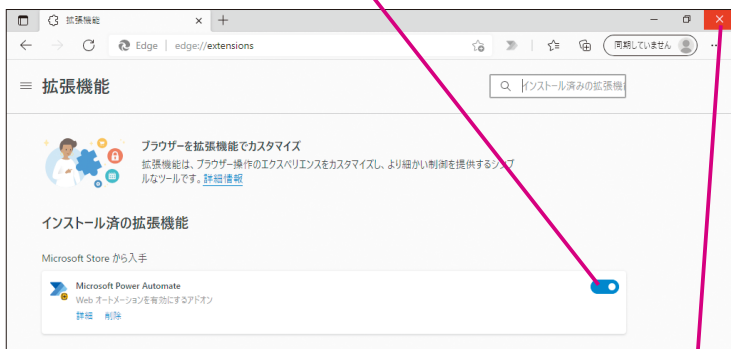 拡張機能
Edge | edge://extensions
同期していません
拡張機能
インストール済みの拡張機
ブラウザーを拡張機能でカスタマイズ
拡張機能は、ブラウザー操作のエクスペリエンスをカスタマイズし、より細かい制御を提供するシンプ
ルなツールです。詳細情報
インストール済の拡張機能
Microsoft Store から入手
Microsoft Power Automate
Web オートメーションを有効にするアドオン
詳細 削除